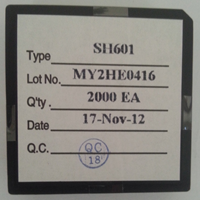 Type SH601
Lot No. MY2HE0416
Q'ty . 2000 EA
Date 17-Nov-12
Q.C. QC
18